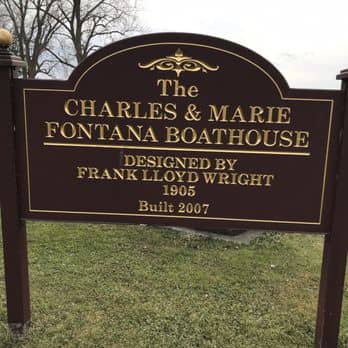 The
CHARLES & MARIE
FONTANA BOATHOUSE
DESIGNED BY
FRANK LLOYD WRIGHT
1905
Built 2007